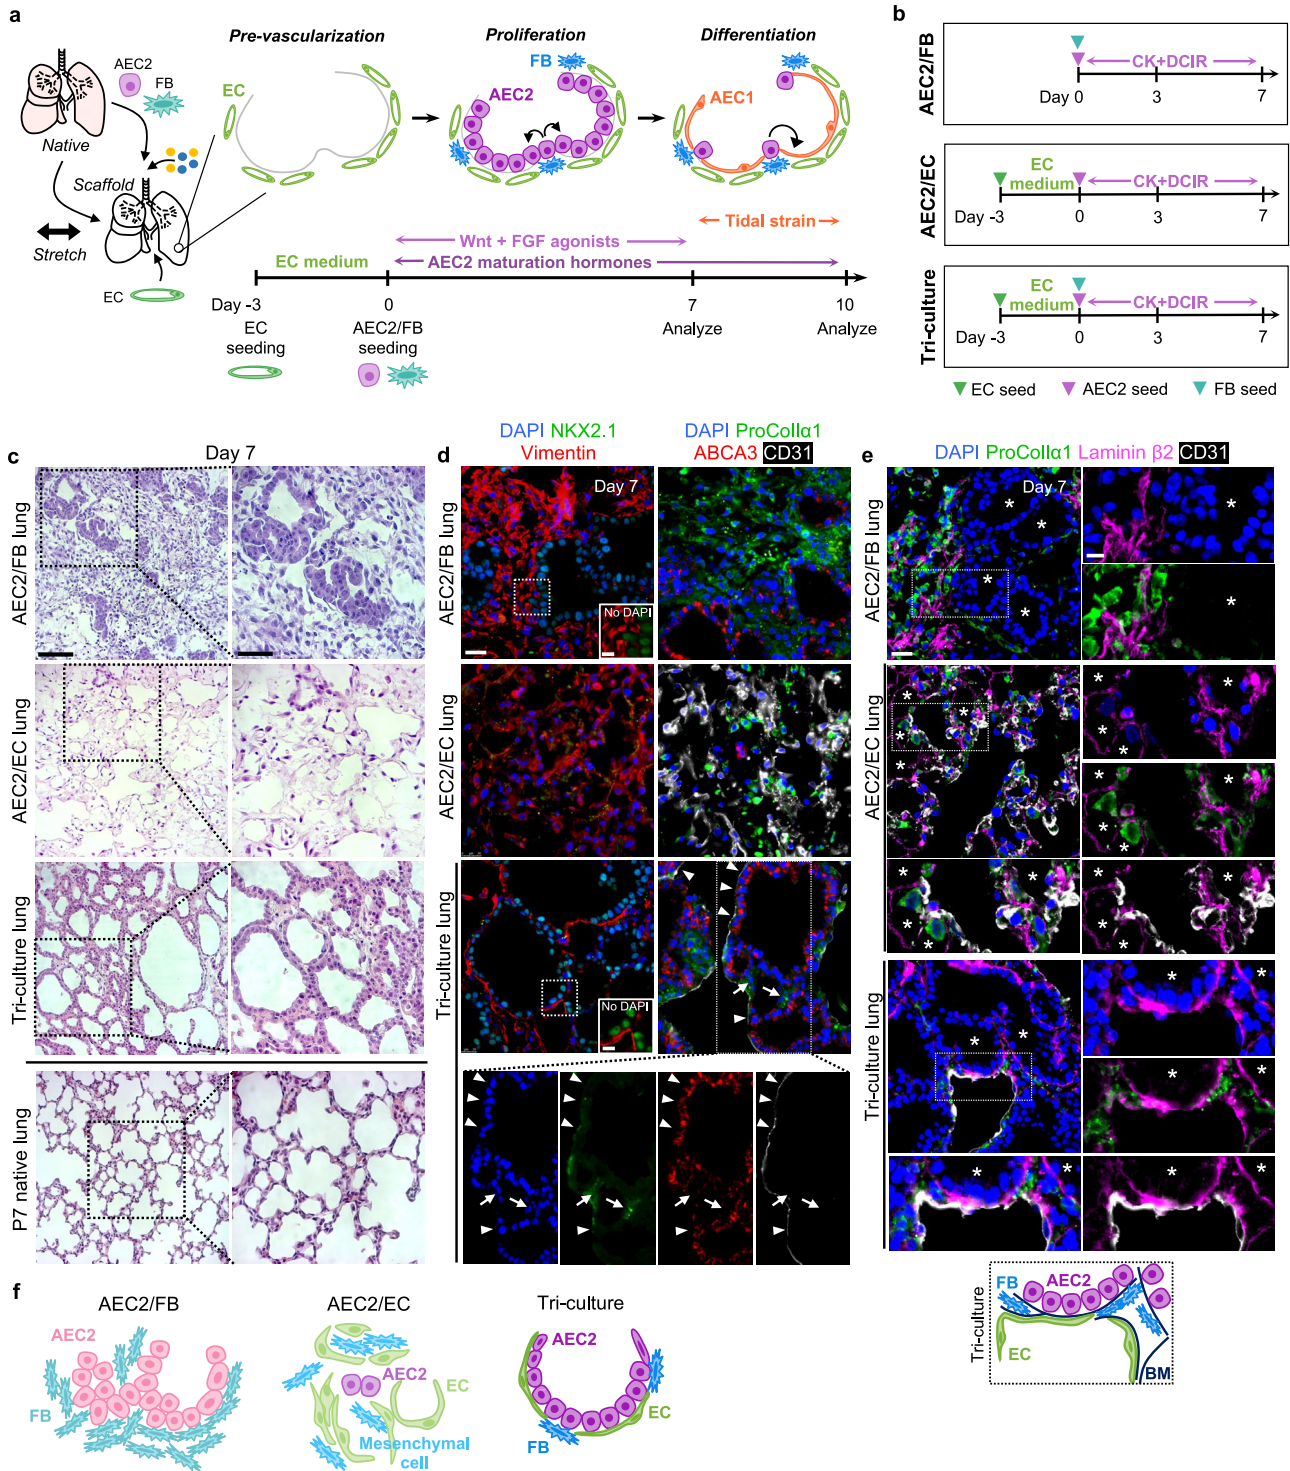 a
Pre-vascularization
Proliferation
Differentiation
AEC2
FB
Native
Scaffold
Stretch
EC
EC
FB
AEC2
AEC1
Tidal strain
Wnt + FGF agonists
EC medium
AEC2 maturation hormones
Day -3
0
7
10
EC
seeding
AEC2/FB
seeding
Analyze
Analyze
b
AEC2/FB
CK+DCIR
Day 0
3
7
AEC2/EC
EC
medium
CK+DCIR
Day -3
0
3
7
Tri-culture
EC
medium
CK+DCIR
Day -3
0
3
7
EC seed
AEC2 seed
FB seed
c
Day 7
AEC2/FB lung
AEC2/EC lung
Tri-culture lung
P7 native lung
d
DAPI NKX2.1
Vimentin
DAPI ProColIα1
ABCA3 CD31
Day 7
No DAPI
AEC2/FB lung
AEC2/EC lung
Tri-culture lung
No DAPI
e
DAPI ProColIα1 Laminin β2 CD31
Day 7
AEC2/FB lung
AEC2/EC lung
Tri-culture lung
Tri-culture
FB
AEC2
EC
BM
f
AEC2/FB
AEC2
FB
AEC2/EC
AEC2
EC
Mesenchymal
cell
Tri-culture
AEC2
EC
FB